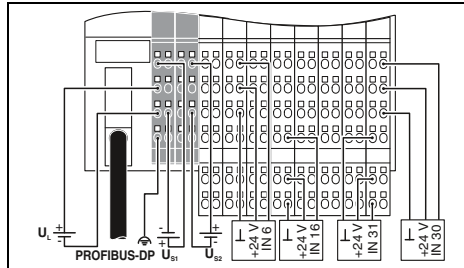 U_L
+
-
PROFIBUS-DP
-
+
U_S1
+
-
U_S2
⊥
+24 V
IN 6
⊥
+24 V
IN 16
⊥
+24 V
IN 31
⊥
+24 V
IN 30